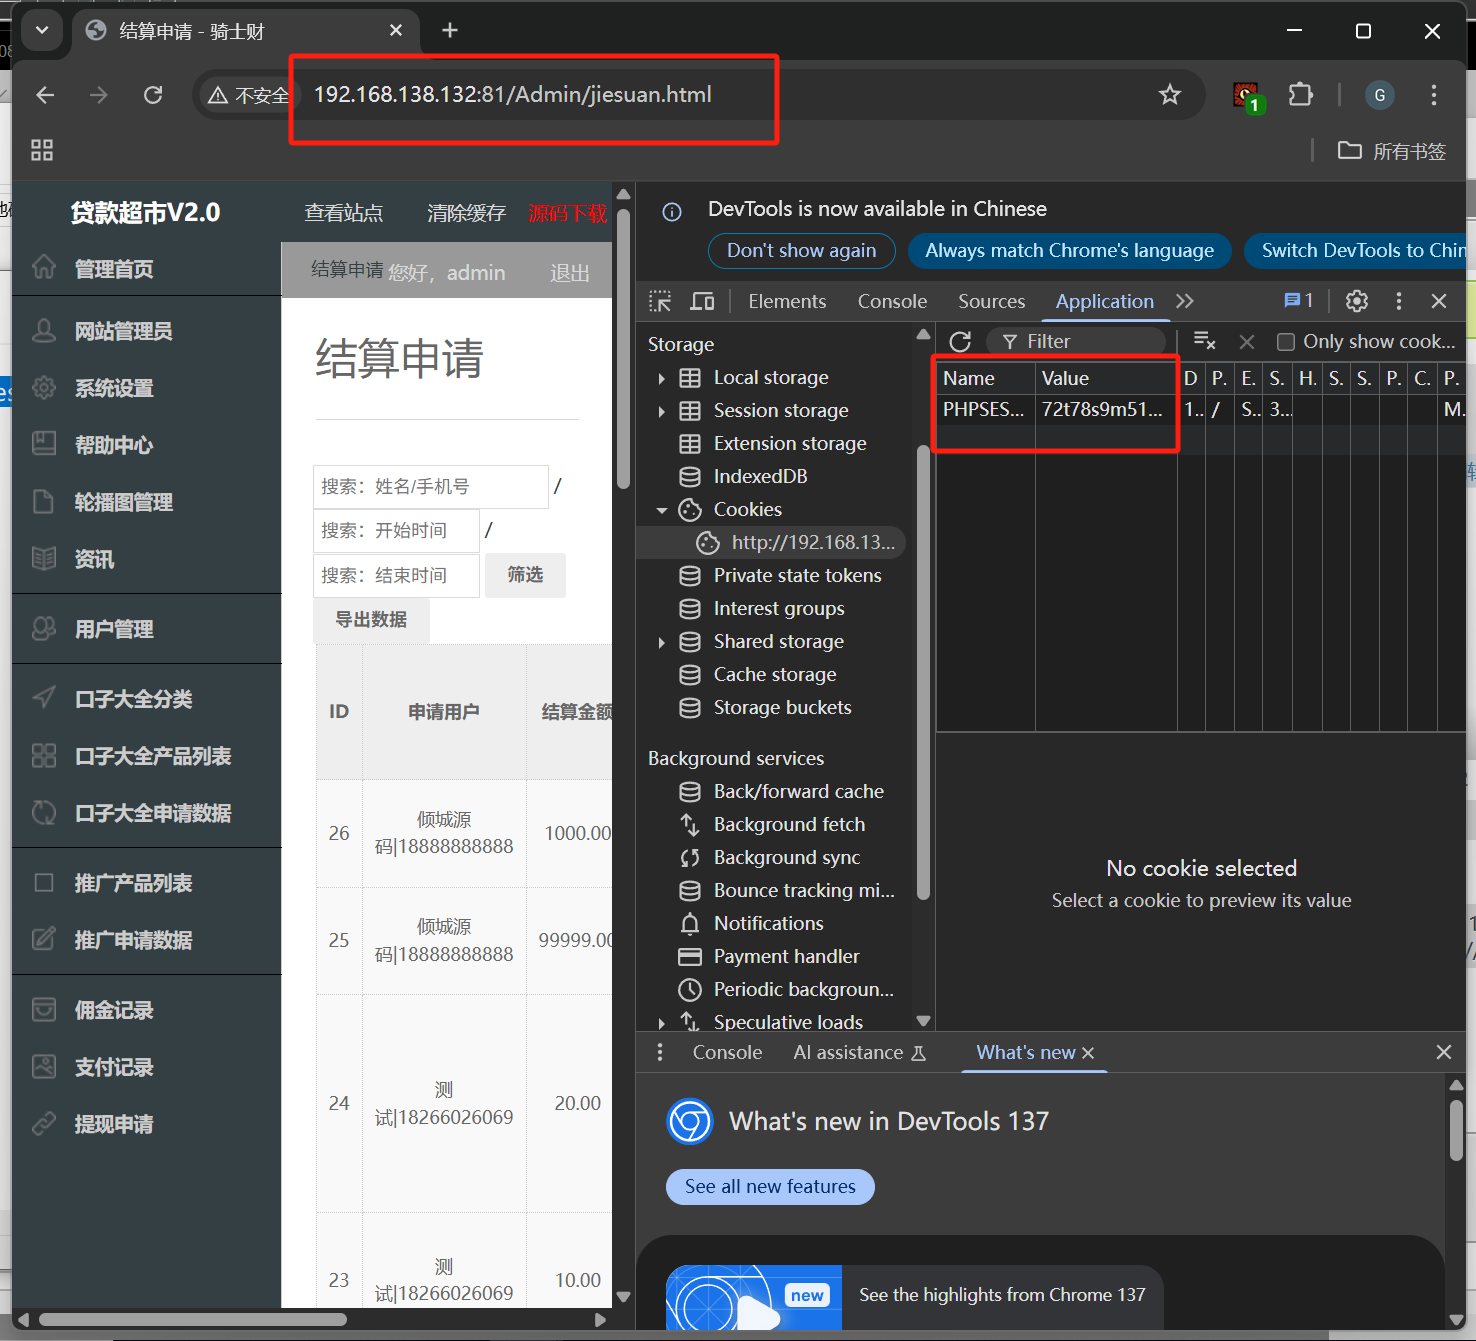 结算申请 - 骑士财
不安全
192.168.138.132:81/Admin/jiesuan.html
1
G
所有书签
贷款超市V2.0
查看站点
清除缓存
源码下载
管理首页
网站管理员
系统设置
帮助中心
轮播图管理
资讯
用户管理
口子大全分类
口子大全产品列表
口子大全申请数据
推广产品列表
推广申请数据
佣金记录
支付记录
提现申请
结算申请
您好，admin
退出
结算申请
搜索：姓名/手机号 /
搜索：开始时间 /
搜索：结束时间 筛选
导出数据
ID 申请用户 结算金额
26 倾城源码|18888888888 1000.00
25 倾城源码|18888888888 99999.00
24 测试|18266026069 20.00
23 测试|18266026069 10.00
DevTools is now available in Chinese
Don't show again
Always match Chrome's language
Switch DevTools to Chin
Elements Console Sources Application 1
Storage
Local storage
Session storage
Extension storage
IndexedDB
Cookies
http://192.168.13...
Private state tokens
Interest groups
Shared storage
Cache storage
Storage buckets
Background services
Back/forward cache
Background fetch
Background sync
Bounce tracking mi...
Notifications
Payment handler
Periodic backgroun...
Speculative loads
Filter
Only show cook...
Name Value D P. E. S. H. S. S. P. C. P.
PHPSES... 72t78s9m51... 1.. / S.. 3.. M.
No cookie selected
Select a cookie to preview its value
Console AI assistance What's new
What's new in DevTools 137
See all new features
new
See the highlights from Chrome 137